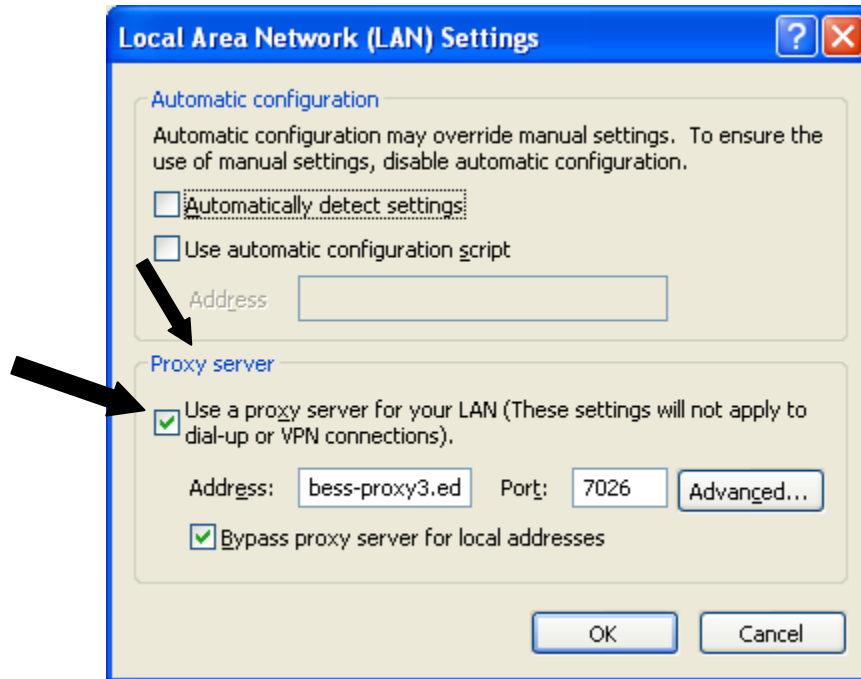 Local Area Network (LAN) Settings
Automatic configuration
Automatic configuration may override manual settings. To ensure the
use of manual settings, disable automatic configuration.
Automatically detect settings
Use automatic configuration script
Address
Proxy server
Use a proxy server for your LAN (These settings will not apply to
dial-up or VPN connections).
Address: bess-proxy3.ed Port: 7026 Advanced...
Bypass proxy server for local addresses
OK Cancel